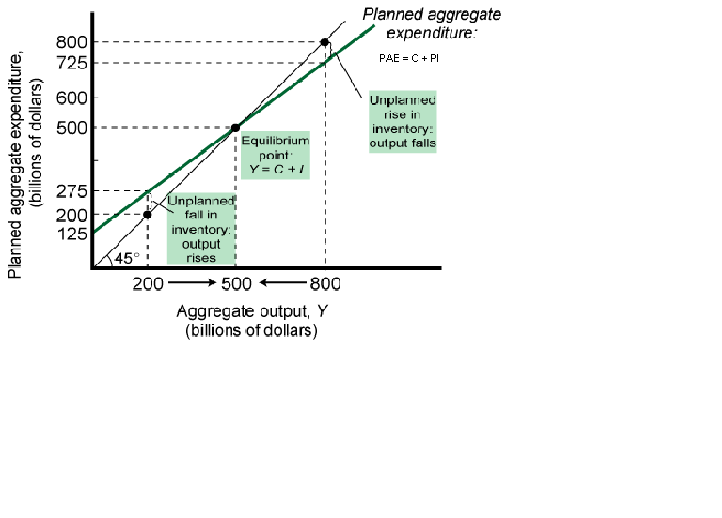 Planned aggregate
expenditure:
PAE = C + PI
Planned aggregate expenditure,
(billions of dollars)
800
725
600
500
275
200
125
Unplanned
rise in
inventory:
output falls
Equilibrium
point:
Y = C + I
Unplanned
fall in
inventory:
output
rises
45°
200 500 800
Aggregate output, Y
(billions of dollars)